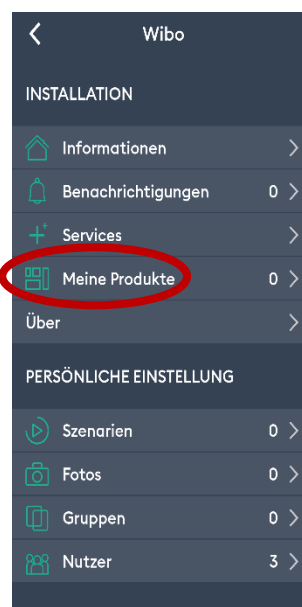 Wibo
INSTALLATION
Informationen
Benachrichtigungen 0
Services
Meine Produkte 0
Über
PERSÖNLICHE EINSTELLUNG
Szenarien 0
Fotos 0
Gruppen 0
Nutzer 3